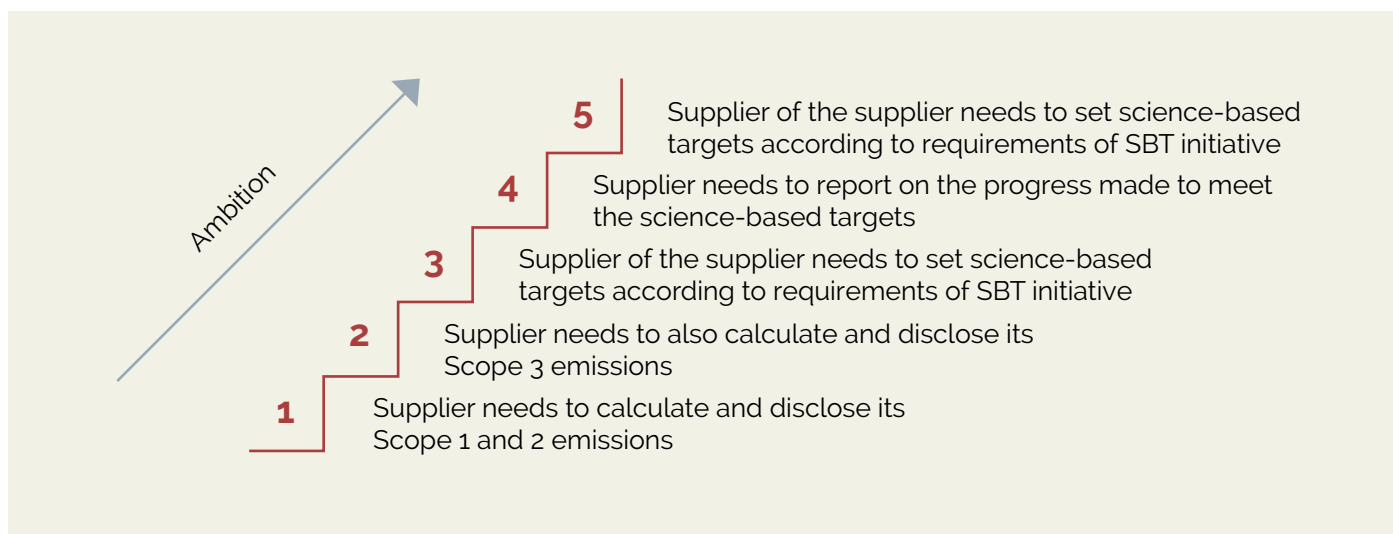 Ambition
5
Supplier of the supplier needs to set science-based
targets according to requirements of SBT initiative
4
Supplier needs to report on the progress made to meet
the science-based targets
3
Supplier of the supplier needs to set science-based
targets according to requirements of SBT initiative
2
Supplier needs to also calculate and disclose its
Scope 3 emissions
1
Supplier needs to calculate and disclose its
Scope 1 and 2 emissions